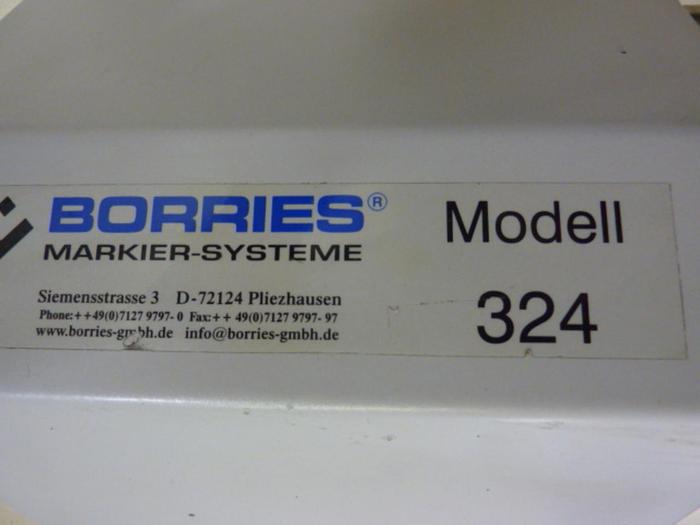 BORRIES®
MARKIER-SYSTEME
Siemensstrasse 3 D-72124 Pliezhausen
Phone:++49(0)7127 9797-0 Fax:++ 49(0)7127 9797-97
www.borries-gmbh.de info@borries-gmbh.de
Modell
324